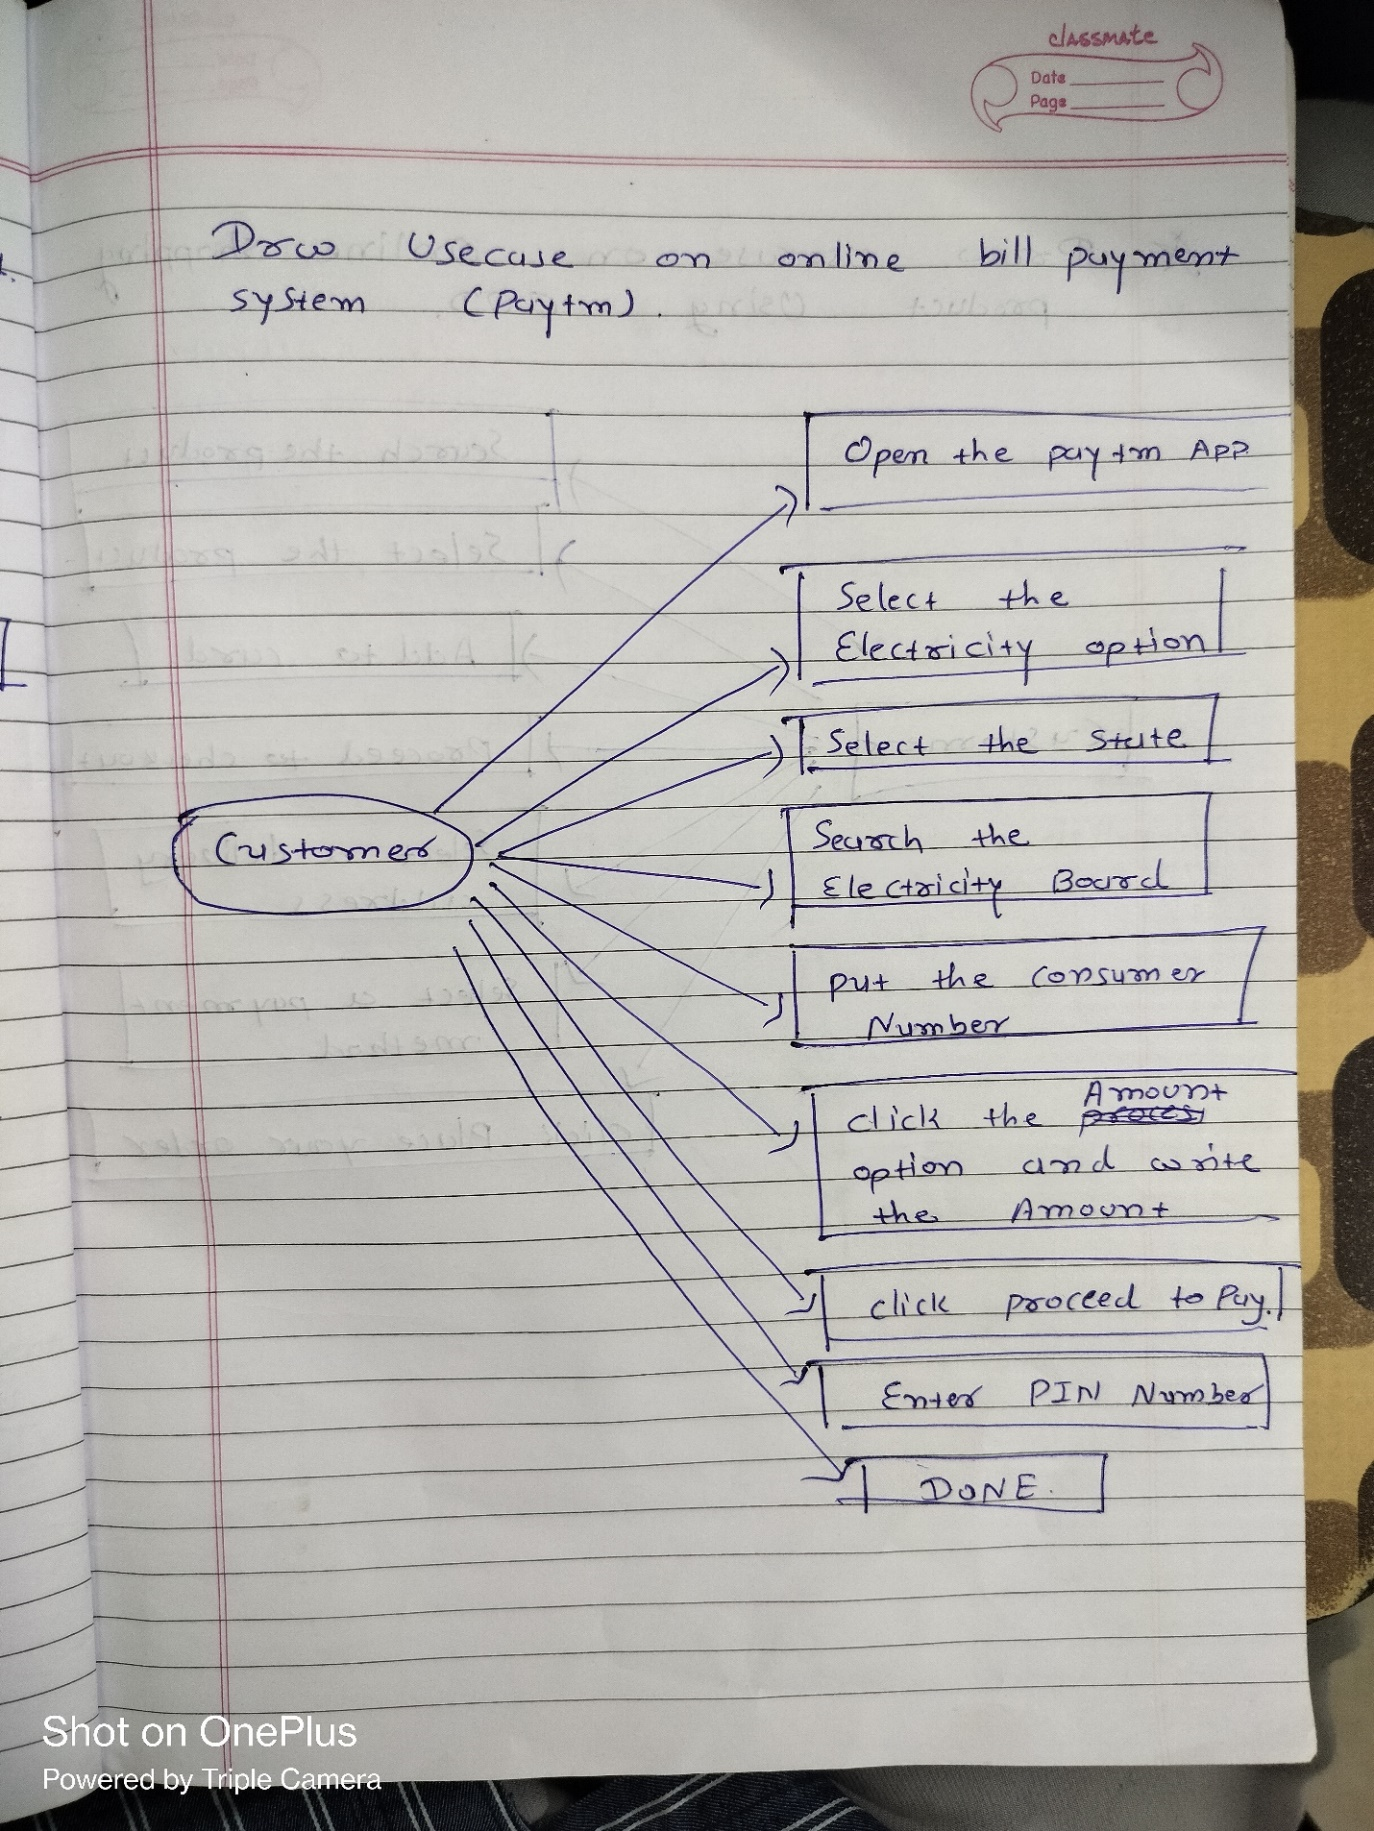 classmate
Date
Page
Drow Usecase on online bill payment
system (Paytm).
Open the paytm App
Select the
Electricity option
Select the State
Customer
Search the
Electricity Board
put the consumer
Number
Amount
click the proces
option and write
the Amount
click proceed to Pay.
Enter PIN Number
DONE.
Shot on OnePlus
Powered by Triple Camera